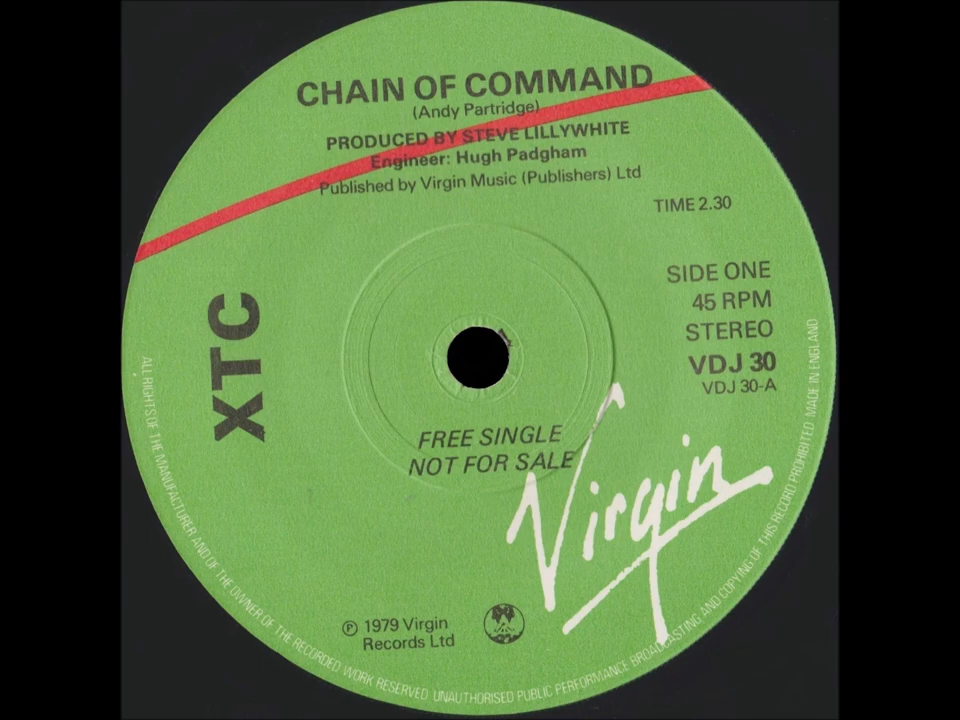 CHAIN OF COMMAND
(Andy Partridge)
PRODUCED BY STEVE LILLYWHITE
Engineer: Hugh Padgham
Published by Virgin Music (Publishers) Ltd
TIME 2.30
SIDE ONE
45 RPM
STEREO
VDJ 30
VDJ 30-A
XTC
FREE SINGLE
NOT FOR SALE
Virgin
℗ 1979 Virgin
Records Ltd
ALL RIGHTS OF THE MANUFACTURER AND OF THE OWNER OF THE RECORDED WORK RESERVED. UNAUTHORISED PUBLIC PERFORMANCE BROADCASTING AND COPYING OF THIS RECORD PROHIBITED MADE IN ENGLAND